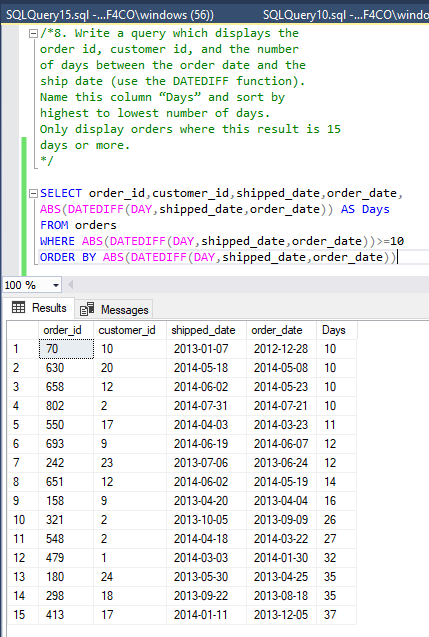 SQLQuery15.sql -...F4CO\windows (56)) SQLQuery10.sql -...F4CO\win
/*8. Write a query which displays the
order id, customer id, and the number
of days between the order date and the
ship date (use the DATEDIFF function).
Name this column “Days” and sort by
highest to lowest number of days.
Only display orders where this result is 15
days or more.
*/
SELECT order_id,customer_id,shipped_date,order_date,
ABS(DATEDIFF(DAY,shipped_date,order_date)) AS Days
FROM orders
WHERE ABS(DATEDIFF(DAY,shipped_date,order_date))>=10
ORDER BY ABS(DATEDIFF(DAY,shipped_date,order_date))
100 %
Results Messages
order_id customer_id shipped_date order_date Days
1 70 10 2013-01-07 2012-12-28 10
2 630 20 2014-05-18 2014-05-08 10
3 658 12 2014-06-02 2014-05-23 10
4 802 2 2014-07-31 2014-07-21 10
5 550 17 2014-04-03 2014-03-23 11
6 693 9 2014-06-19 2014-06-07 12
7 242 23 2013-07-06 2013-06-24 12
8 651 12 2014-06-02 2014-05-19 14
9 158 9 2013-04-20 2013-04-04 16
10 321 2 2013-10-05 2013-09-09 26
11 548 2 2014-04-18 2014-03-22 27
12 479 1 2014-03-03 2014-01-30 32
13 180 24 2013-05-30 2013-04-25 35
14 298 18 2013-09-22 2013-08-18 35
15 413 17 2014-01-11 2013-12-05 37